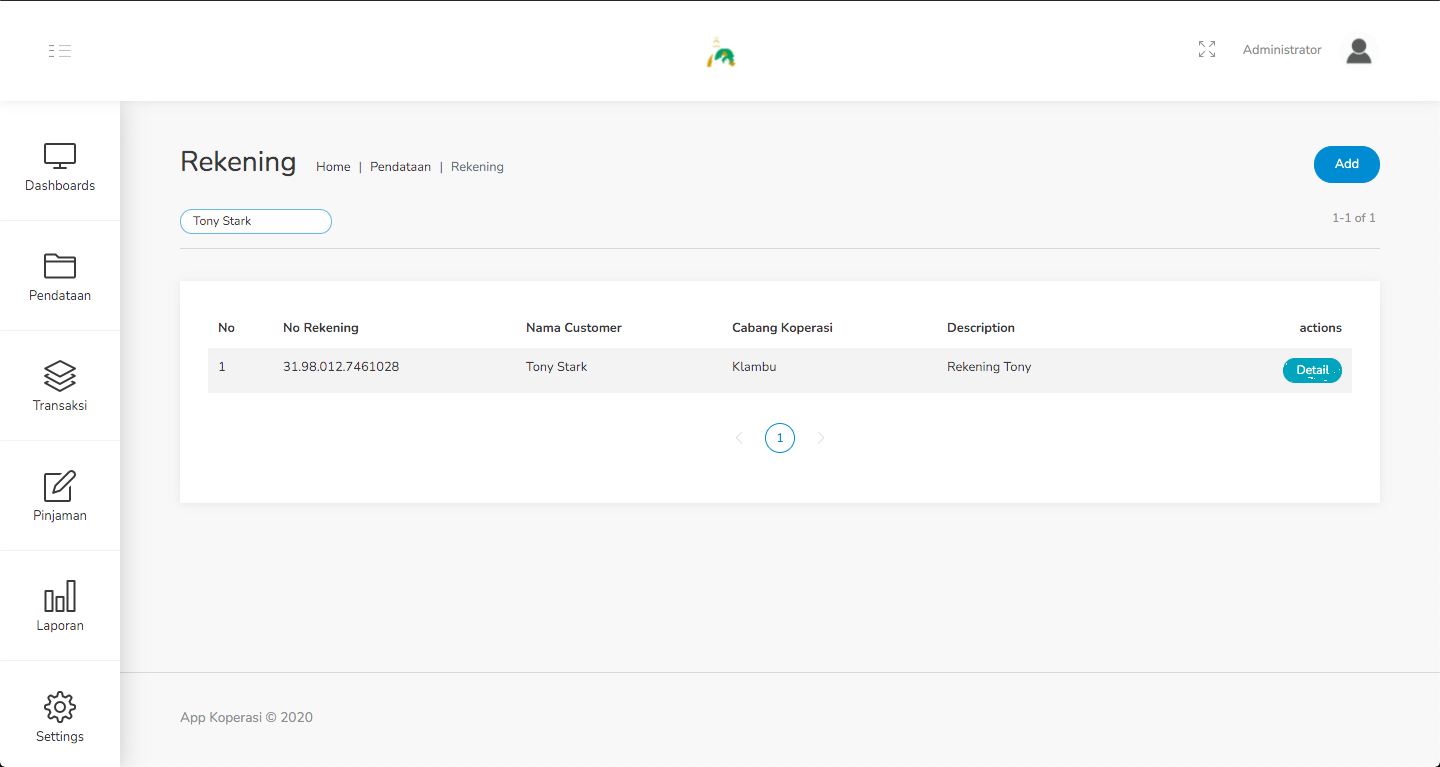 Administrator
Dashboards
Pendataan
Transaksi
Pinjaman
Laporan
Settings
Rekening Home | Pendataan | Rekening
Add
Tony Stark
1-1 of 1
No No Rekening Nama Customer Cabang Koperasi Description actions
1 31.98.012.7461028 Tony Stark Klambu Rekening Tony Detail
1
App Koperasi © 2020